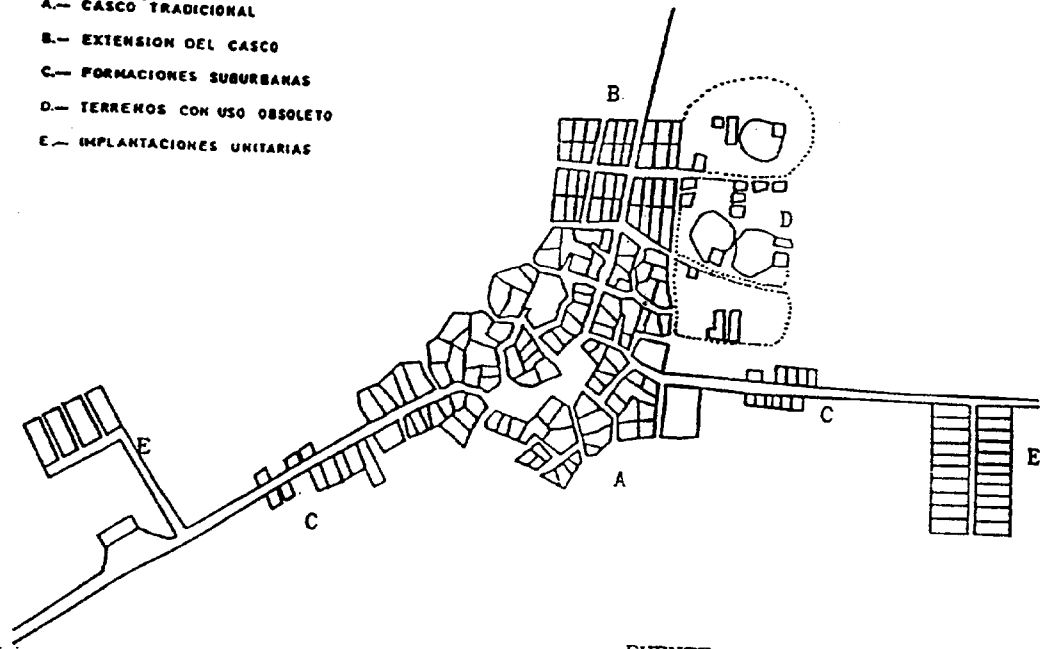 A.— CASCO TRADICIONAL
B.— EXTENSION DEL CASCO
C.— FORMACIONES SUBURBANAS
D.— TERRENOS CON USO OBSOLETO
E.— IMPLANTACIONES UNITARIAS
B
D
C
E
E
A
C